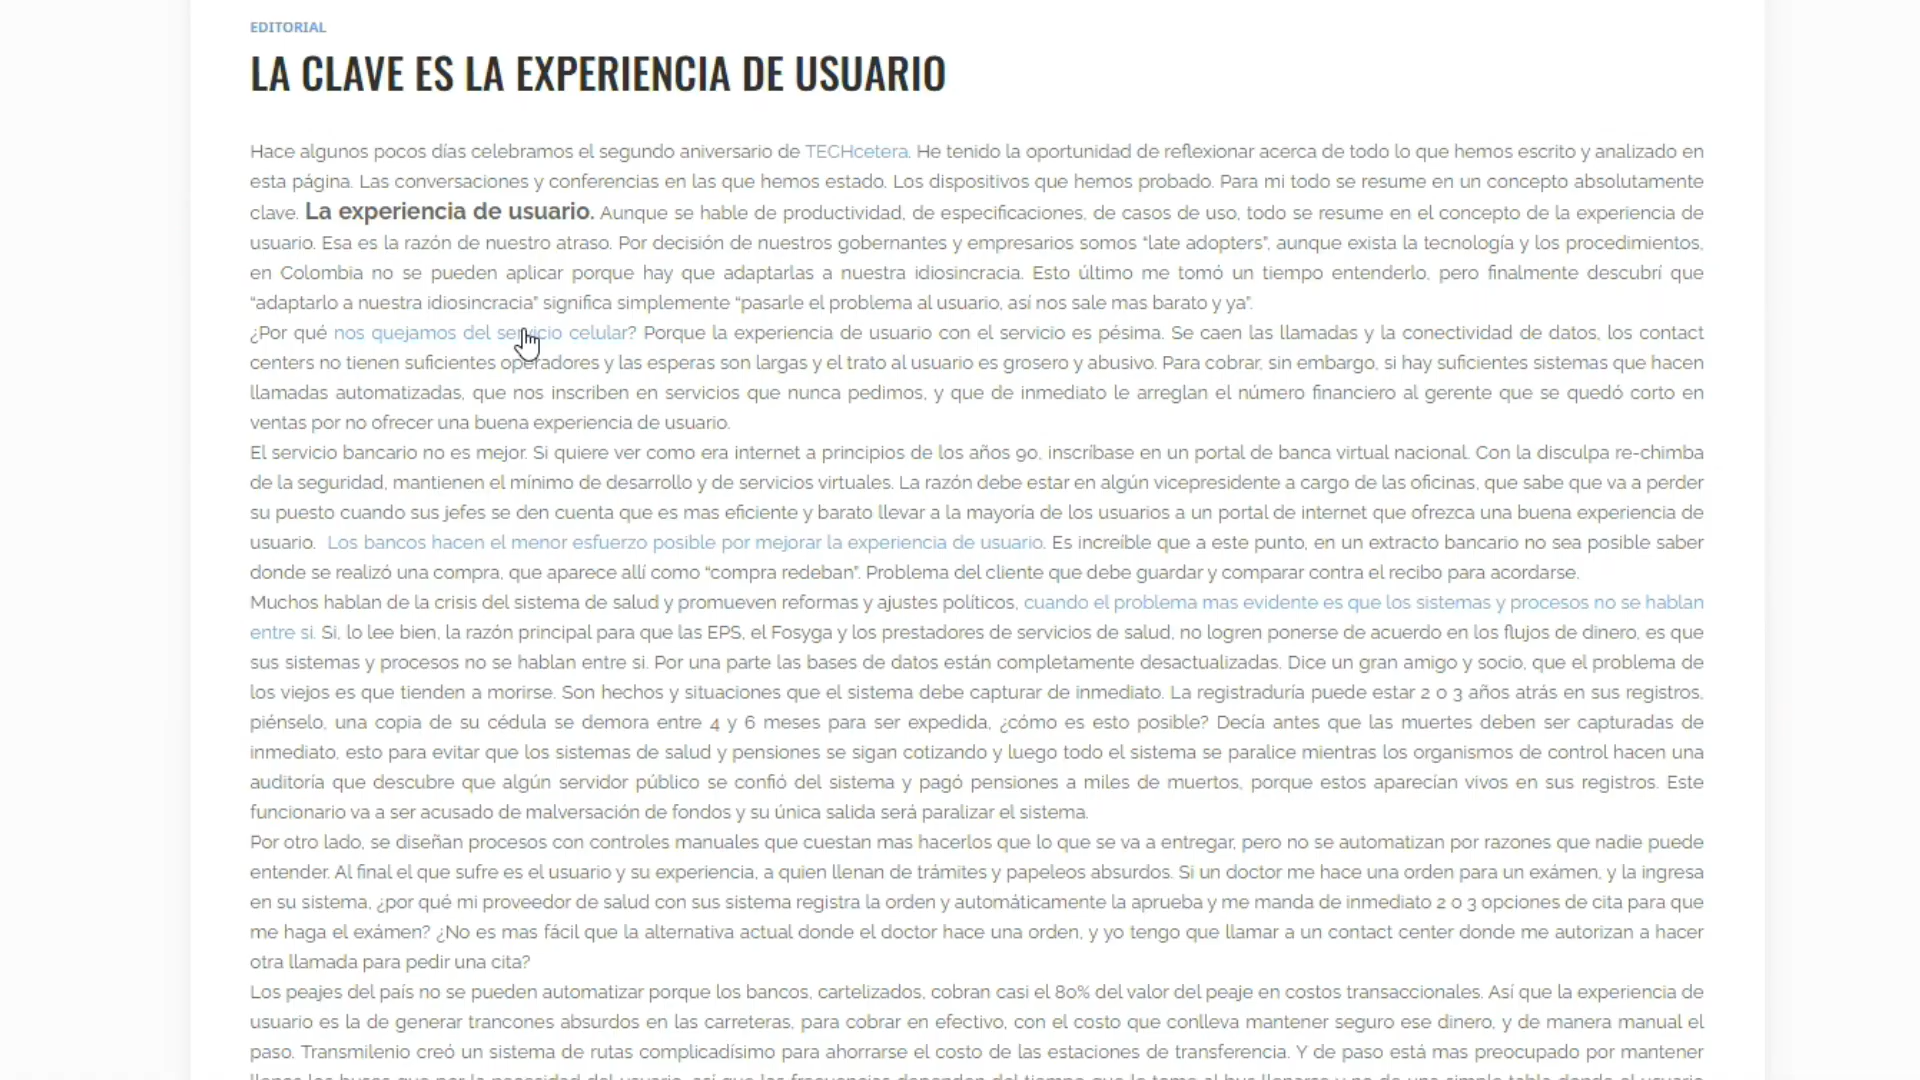 EDITORIAL
LA CLAVE ES LA EXPERIENCIA DE USUARIO
Hace algunos pocos días celebramos el segundo aniversario de TECHcetera. He tenido la oportunidad de reflexionar acerca de todo lo que hemos escrito y analizado en
esta página. Las conversaciones y conferencias en las que hemos estado. Los dispositivos que hemos probado. Para mi todo se resume en un concepto absolutamente
clave. La experiencia de usuario. Aunque se hable de productividad, de especificaciones, de casos de uso, todo se resume en el concepto de la experiencia de
usuario. Esa es la razón de nuestro atraso. Por decisión de nuestros gobernantes y empresarios somos “late adopters”, aunque exista la tecnología y los procedimientos,
en Colombia no se pueden aplicar porque hay que adaptarlas a nuestra idiosincracia. Esto último me tomó un tiempo entenderlo, pero finalmente descubrí que
“adaptarlo a nuestra idiosincracia” significa simplemente “pasarle el problema al usuario, así nos sale mas barato y ya”.
¿Por qué nos quejamos del servicio celular? Porque la experiencia de usuario con el servicio es pésima. Se caen las llamadas y la conectividad de datos, los contact
centers no tienen suficientes operadores y las esperas son largas y el trato al usuario es grosero y abusivo. Para cobrar, sin embargo, si hay suficientes sistemas que hacen
llamadas automatizadas, que nos inscriben en servicios que nunca pedimos, y que de inmediato le arreglan el número financiero al gerente que se quedó corto en
ventas por no ofrecer una buena experiencia de usuario.
El servicio bancario no es mejor. Si quiere ver como era internet a principios de los años 90, inscríbase en un portal de banca virtual nacional. Con la disculpa re-chimba
de la seguridad, mantienen el mínimo de desarrollo y de servicios virtuales. La razón debe estar en algún vicepresidente a cargo de las oficinas, que sabe que va a perder
su puesto cuando sus jefes se den cuenta que es mas eficiente y barato llevar a la mayoría de los usuarios a un portal de internet que ofrezca una buena experiencia de
usuario. Los bancos hacen el menor esfuerzo posible por mejorar la experiencia de usuario. Es increíble que a este punto, en un extracto bancario no sea posible saber
donde se realizó una compra, que aparece allí como “compra redeban”. Problema del cliente que debe guardar y comparar contra el recibo para acordarse.
Muchos hablan de la crisis del sistema de salud y promueven reformas y ajustes políticos, cuando el problema mas evidente es que los sistemas y procesos no se hablan
entre si. Si, lo lee bien, la razón principal para que las EPS, el Fosyga y los prestadores de servicios de salud, no logren ponerse de acuerdo en los flujos de dinero, es que
sus sistemas y procesos no se hablan entre si. Por una parte las bases de datos están completamente desactualizadas. Dice un gran amigo y socio, que el problema de
los viejos es que tienden a morirse. Son hechos y situaciones que el sistema debe capturar de inmediato. La registraduría puede estar 2 o 3 años atrás en sus registros,
piénselo, una copia de su cédula se demora entre 4 y 6 meses para ser expedida, ¿cómo es esto posible? Decía antes que las muertes deben ser capturadas de
inmediato, esto para evitar que los sistemas de salud y pensiones se sigan cotizando y luego todo el sistema se paralice mientras los organismos de control hacen una
auditoría que descubre que algún servidor público se confió del sistema y pagó pensiones a miles de muertos, porque estos aparecían vivos en sus registros. Este
funcionario va a ser acusado de malversación de fondos y su única salida será paralizar el sistema.
Por otro lado, se diseñan procesos con controles manuales que cuestan mas hacerlos que lo que se va a entregar, pero no se automatizan por razones que nadie puede
entender. Al final el que sufre es el usuario y su experiencia, a quien llenan de trámites y papeleos absurdos. Si un doctor me hace una orden para un exámen, y la ingresa
en su sistema, ¿por qué mi proveedor de salud con sus sistema registra la orden y automáticamente la aprueba y me manda de inmediato 2 o 3 opciones de cita para que
me haga el exámen? ¿No es mas fácil que la alternativa actual donde el doctor hace una orden, y yo tengo que llamar a un contact center donde me autorizan a hacer
otra llamada para pedir una cita?
Los peajes del país no se pueden automatizar porque los bancos, cartelizados, cobran casi el 80% del valor del peaje en costos transaccionales. Así que la experiencia de
usuario es la de generar trancones absurdos en las carreteras, para cobrar en efectivo, con el costo que conlleva mantener seguro ese dinero, y de manera manual el
paso. Transmilenio creó un sistema de rutas complicadísimo para ahorrarse el costo de las estaciones de transferencia. Y de paso está mas preocupado por mantener